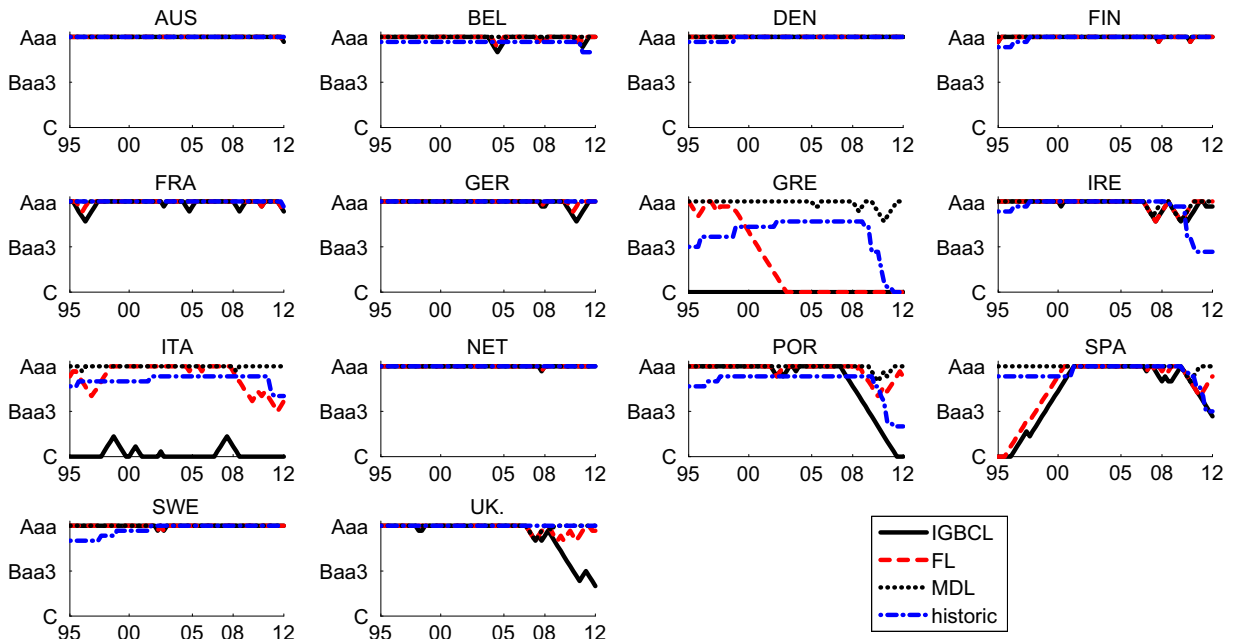 AUS BEL DEN FIN
Aaa Aaa Aaa Aaa
Baa3 Baa3 Baa3 Baa3
C C C C
95 00 05 08 12 95 00 05 08 12 95 00 05 08 12 95 00 05 08 12
FRA GER GRE IRE
Aaa Aaa Aaa Aaa
Baa3 Baa3 Baa3 Baa3
C C C C
95 00 05 08 12 95 00 05 08 12 95 00 05 08 12 95 00 05 08 12
ITA NET POR SPA
Aaa Aaa Aaa Aaa
Baa3 Baa3 Baa3 Baa3
C C C C
95 00 05 08 12 95 00 05 08 12 95 00 05 08 12 95 00 05 08 12
SWE UK.
Aaa Aaa
Baa3 Baa3
C C
95 00 05 08 12 95 00 05 08 12
IGBCL
FL
MDL
historic